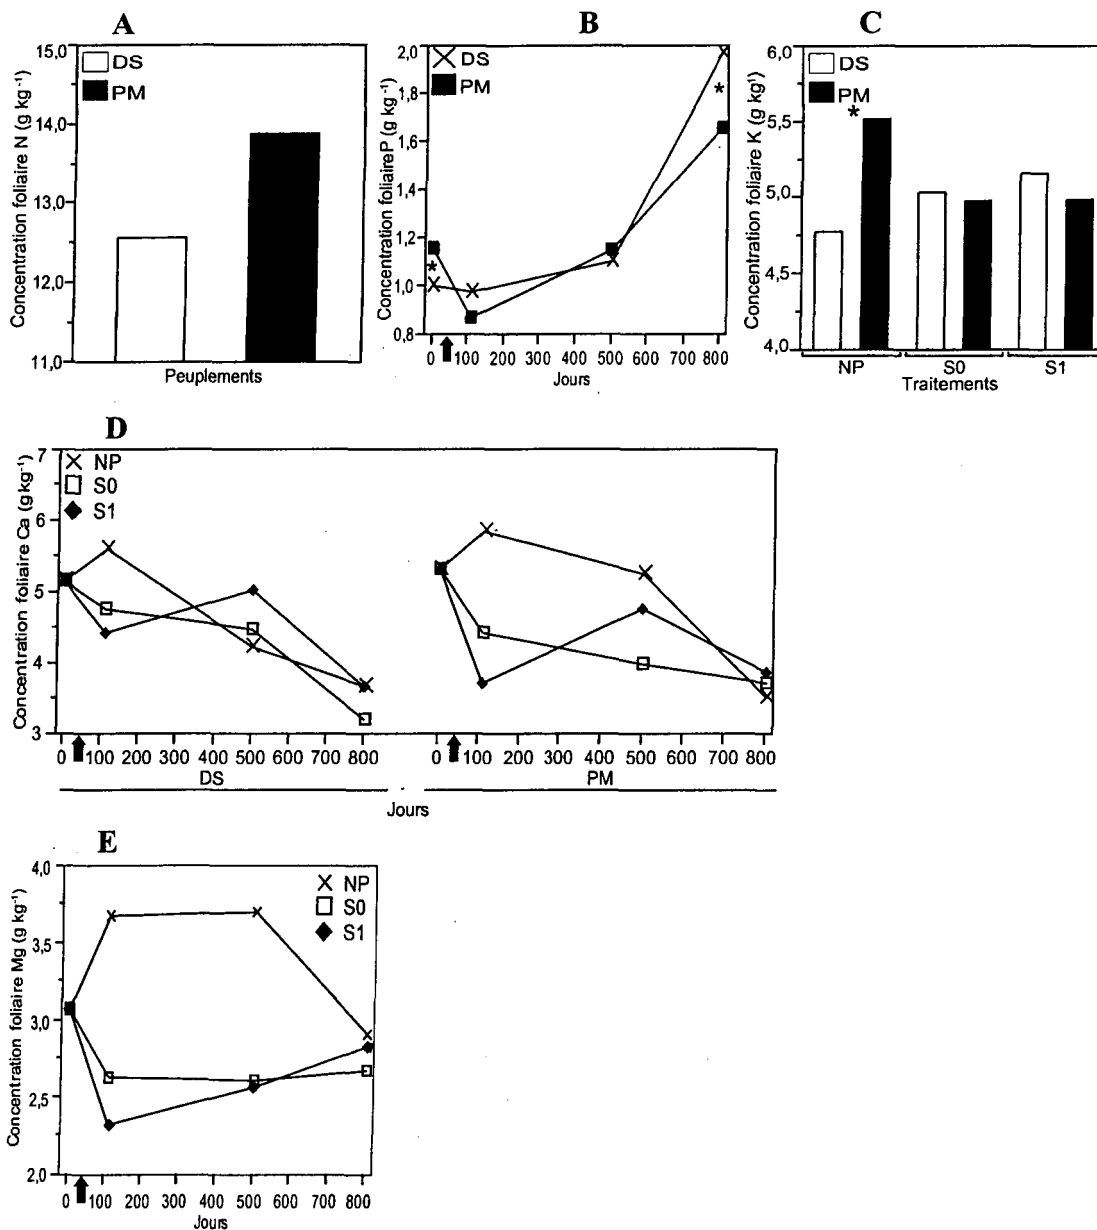 A
Concentration foliaire N (g kg⁻¹)
15,0
14,0
13,0
12,0
11,0
DS
PM
Peuplements
B
Concentration foliaireP (g kg⁻¹)
2,0
1,8
1,6
1,4
1,2
1,0
0,8
DS
PM
*
*
0 100 200 300 400 500 600 700 800
Jours
C
Concentration foliaire K (g kg¹)
6,0
5,5
5,0
4,5
4,0
DS
PM
*
NP S0 S1
Traitements
D
Concentration foliaire Ca (g kg⁻¹)
7
6
5
4
3
NP
S0
S1
0 100 200 300 400 500 600 700 800
DS
0 100 200 300 400 500 600 700 800
PM
Jours
E
Concentration foliaire Mg (g kg⁻¹)
4,0
3,5
3,0
2,5
2,0
NP
S0
S1
0 100 200 300 400 500 600 700 800
Jours